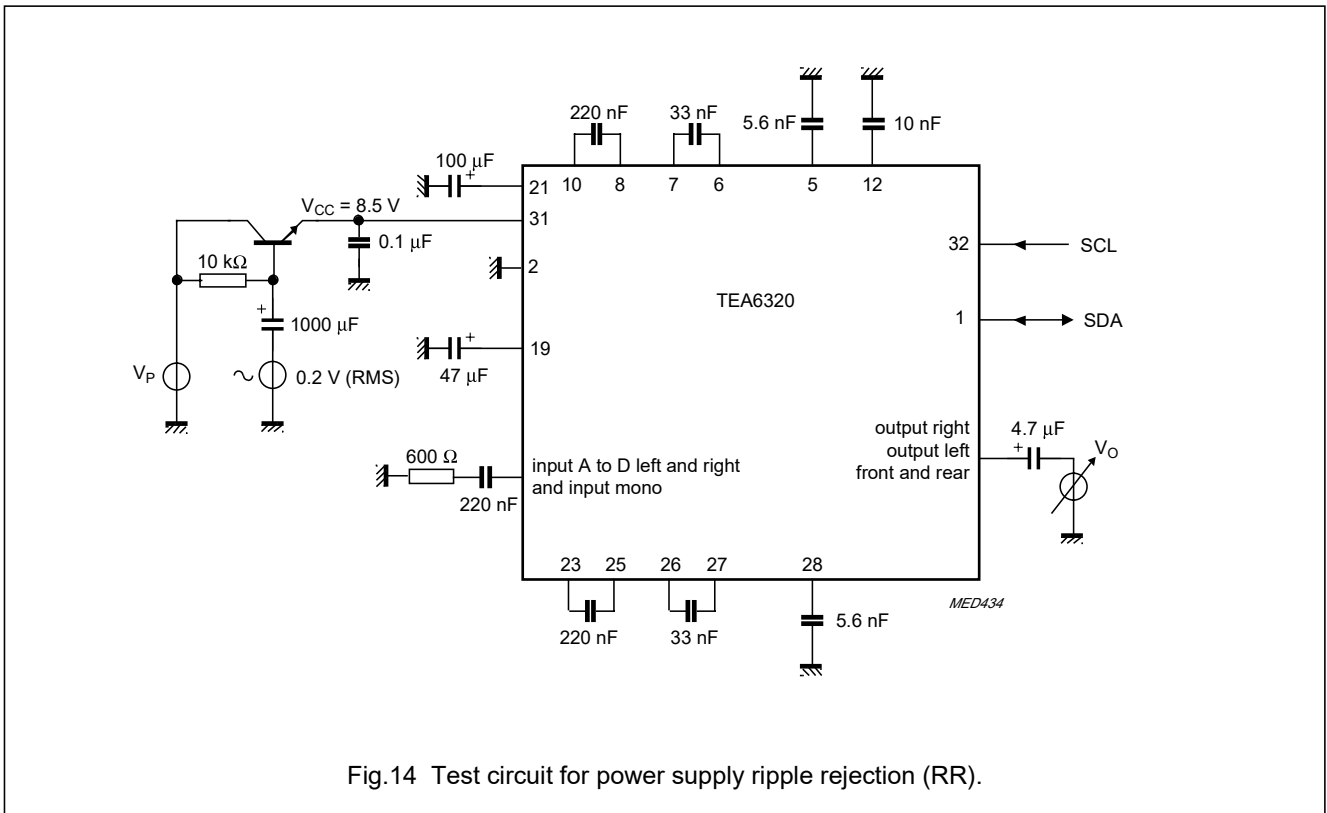 220 nF
33 nF
5.6 nF
10 nF
100 μF
+
21
10
8
7
6
5
12
VCC = 8.5 V
31
0.1 μF
32
SCL
10 kΩ
2
TEA6320
+
1000 μF
1
SDA
+
19
VP
0.2 V (RMS)
47 μF
output right
output left
front and rear
4.7 μF
+
VO
600 Ω
input A to D left and right
and input mono
220 nF
23
25
26
27
28
MED434
220 nF
33 nF
5.6 nF
Fig.14 Test circuit for power supply ripple rejection (RR).